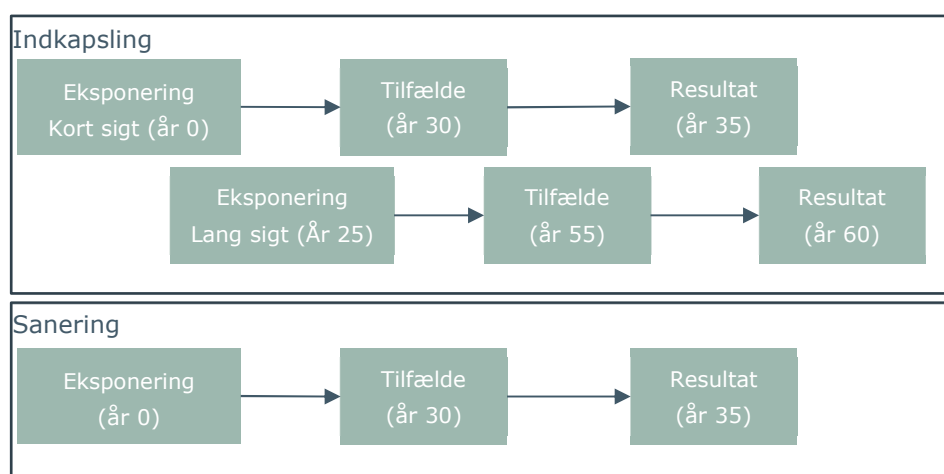 Indkapsling
Eksponering
Kort sigt (år 0)
Tilfælde
(år 30)
Resultat
(år 35)
Eksponering
Lang sigt (År 25)
Tilfælde
(år 55)
Resultat
(år 60)
Sanering
Eksponering
(år 0)
Tilfælde
(år 30)
Resultat
(år 35)